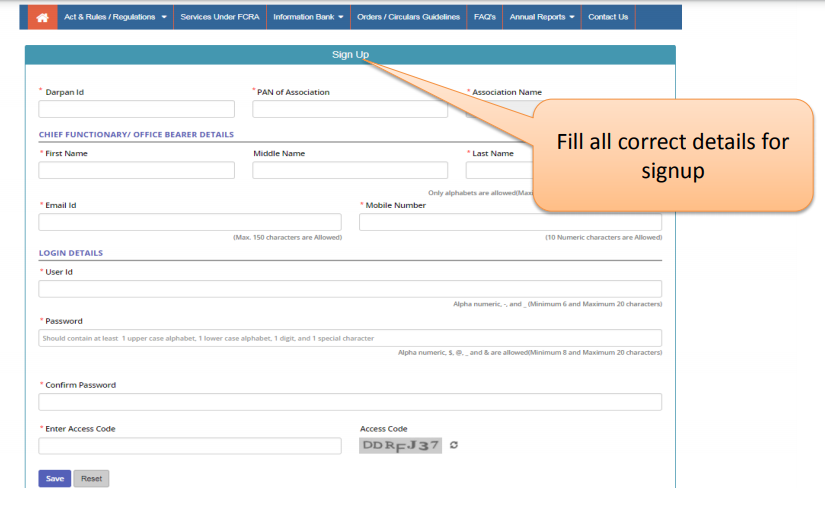 Act & Rules / Regulations Services Under FCRA Information Bank Orders / Circulars Guidelines FAQ's Annual Reports Contact Us
Sign Up
* Darpan Id * PAN of Association * Association Name
Fill all correct details for
signup
CHIEF FUNCTIONARY/ OFFICE BEARER DETAILS
* First Name Middle Name * Last Name
Only alphabets are allowed(Max
* Email Id * Mobile Number
(Max. 150 characters are Allowed) (10 Numeric characters are Allowed)
LOGIN DETAILS
* User Id
Alpha numeric, -, and _ (Minimum 6 and Maximum 20 characters)
* Password
Should contain at least 1 upper case alphabet, 1 lower case alphabet, 1 digit, and 1 special character
Alpha numeric, $, @, _ and & are allowed(Minimum 8 and Maximum 20 characters)
* Confirm Password
* Enter Access Code Access Code
DDRFJ37
Save Reset